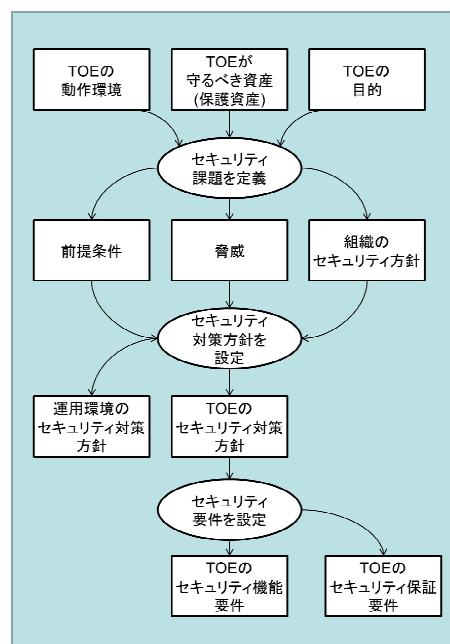 TOEの
動作環境
TOEが
守るべき資産
(保護資産)
TOEの
目的
セキュリティ
課題を定義
前提条件
脅威
組織の
セキュリティ方針
セキュリティ
対策方針を
設定
運用環境の
セキュリティ対策
方針
TOEの
セキュリティ対策
方針
セキュリティ
要件を設定
TOEの
セキュリティ機能
要件
TOEの
セキュリティ保証
要件